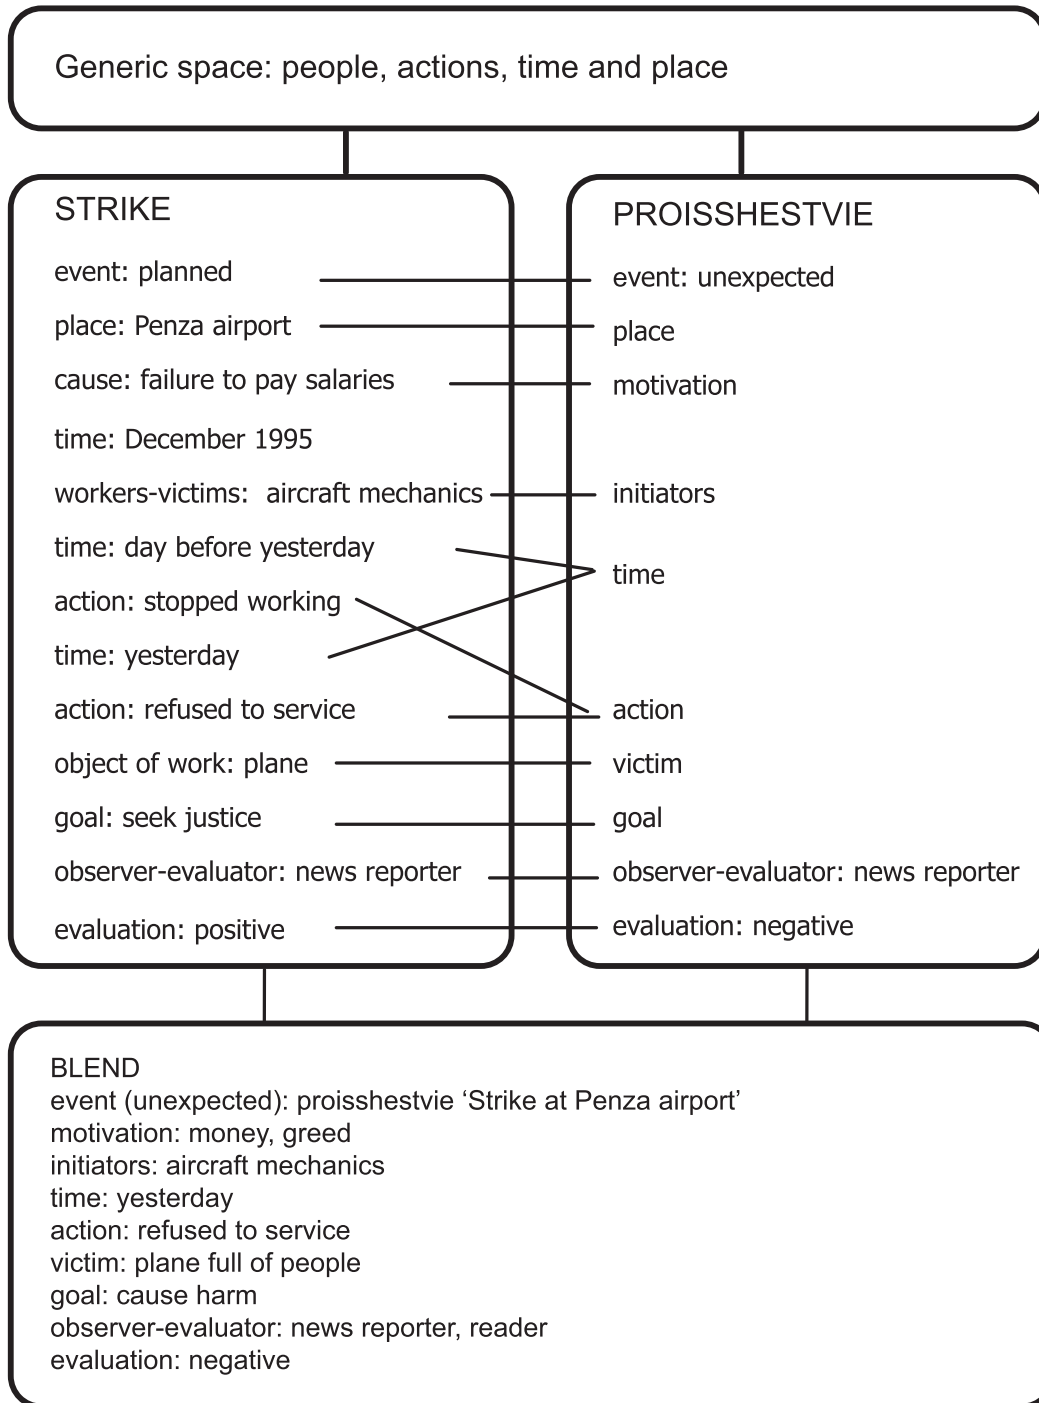 Generic space: people, actions, time and place
STRIKE
event: planned
place: Penza airport
cause: failure to pay salaries
time: December 1995
workers-victims: aircraft mechanics
time: day before yesterday
action: stopped working
time: yesterday
action: refused to service
object of work: plane
goal: seek justice
observer-evaluator: news reporter
evaluation: positive
PROISSHESTVIE
event: unexpected
place
motivation
initiators
time
action
victim
goal
observer-evaluator: news reporter
evaluation: negative
BLEND
event (unexpected): proisshestvie ‘Strike at Penza airport’
motivation: money, greed
initiators: aircraft mechanics
time: yesterday
action: refused to service
victim: plane full of people
goal: cause harm
observer-evaluator: news reporter, reader
evaluation: negative